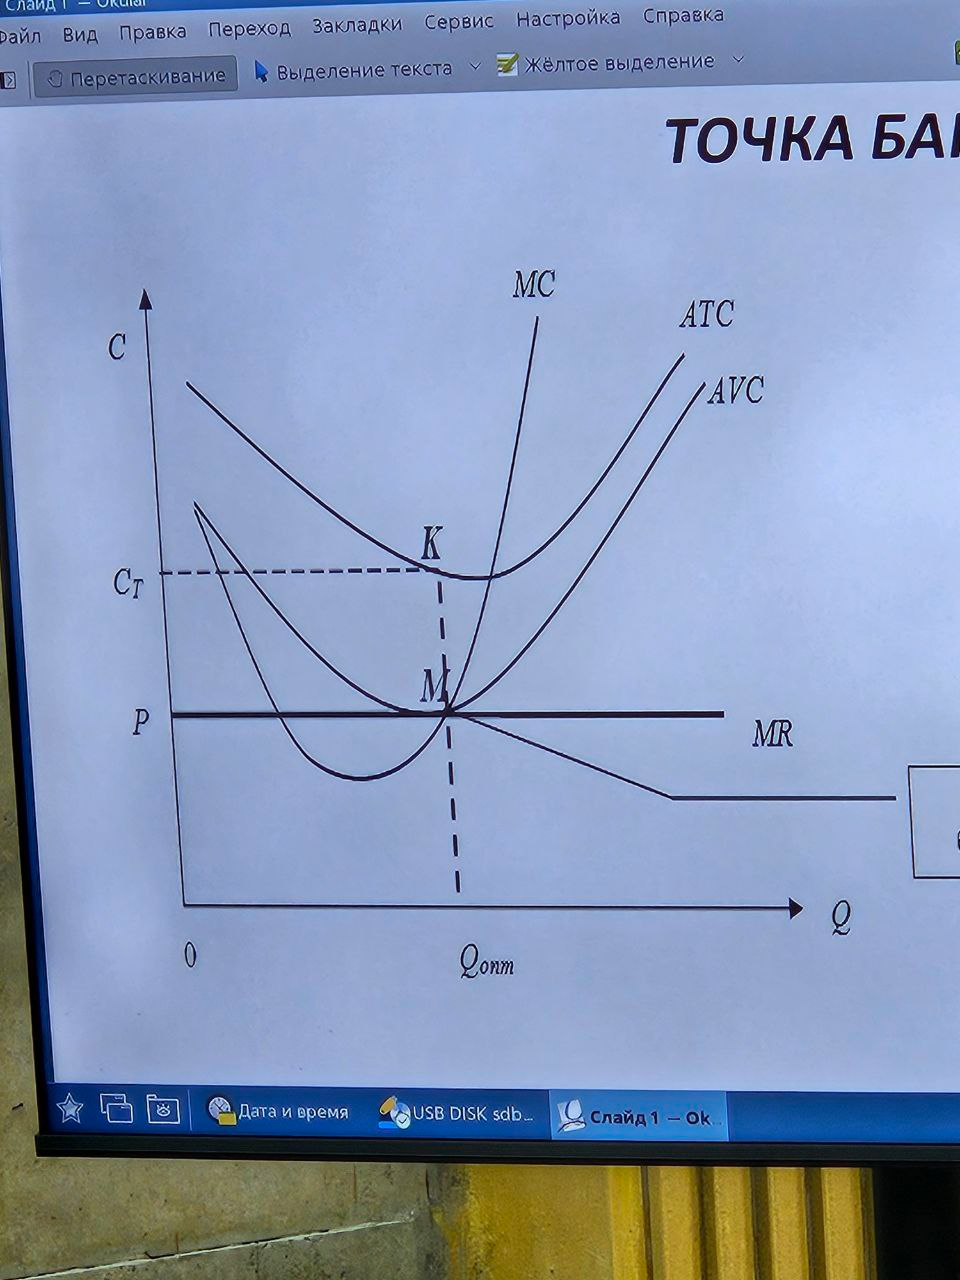 Слайд 1 — Okular
Файл Вид Правка Переход Закладки Сервис Настройка Справка
Перетаскивание Выделение текста Жёлтое выделение
ТОЧКА
MC
ATC
C
AVC
K
CT
M
P
MR
Q
0
Qопт
Дата и время USB DISK sdb... Слайд 1 — Ok...